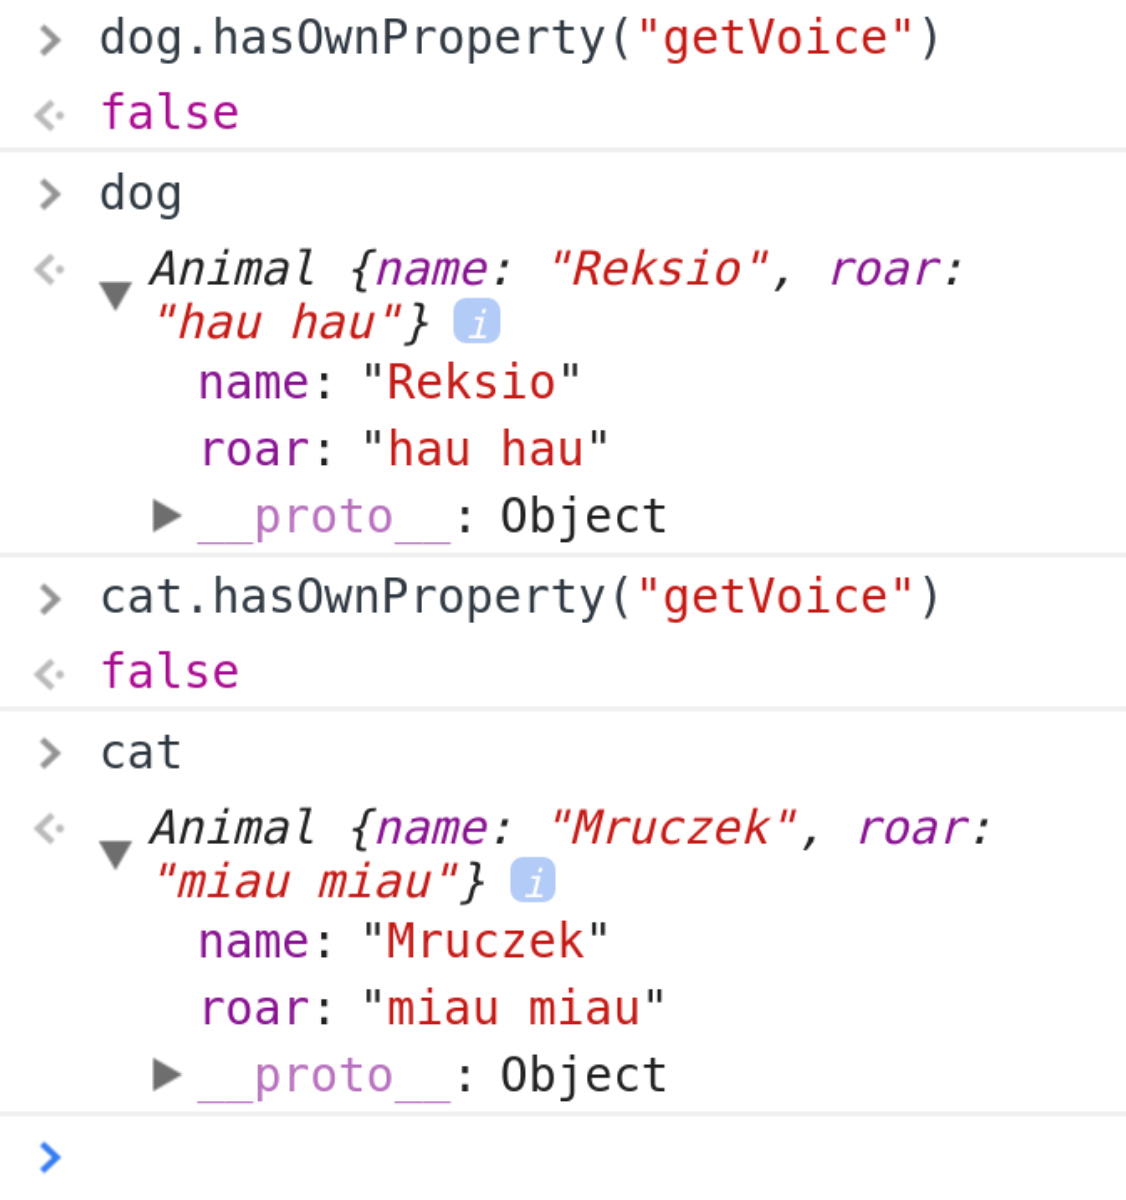 > dog.hasOwnProperty("getVoice")
<· false
> dog
<· ▼ Animal {name: "Reksio", roar:
"hau hau"} i
name: "Reksio"
roar: "hau hau"
▶ __proto__: Object
> cat.hasOwnProperty("getVoice")
<· false
> cat
<· ▼ Animal {name: "Mruczek", roar:
"miau miau"} i
name: "Mruczek"
roar: "miau miau"
▶ __proto__: Object
>